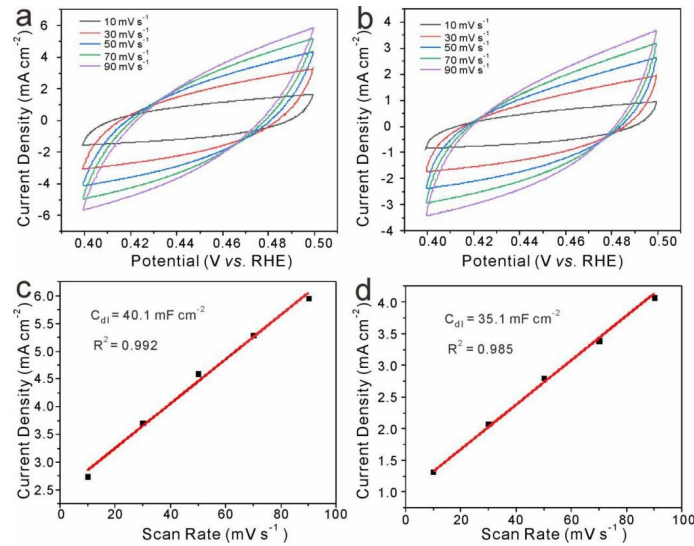 a
10 mV s⁻¹
30 mV s⁻¹
50 mV s⁻¹
70 mV s⁻¹
90 mV s⁻¹
Current Density (mA cm⁻²)
6
4
2
0
-2
-4
-6
0.40 0.42 0.44 0.46 0.48 0.50
Potential (V vs. RHE)
b
10 mV s⁻¹
30 mV s⁻¹
50 mV s⁻¹
70 mV s⁻¹
90 mV s⁻¹
Current Density (mA cm⁻²)
4
3
2
1
0
-1
-2
-3
-4
0.40 0.42 0.44 0.46 0.48 0.50
Potential (V vs. RHE)
c
C_dl = 40.1 mF cm⁻²
R² = 0.992
Current Density (mA cm⁻²)
6.0
5.5
5.0
4.5
4.0
3.5
3.0
2.5
0 20 40 60 80 100
Scan Rate (mV s⁻¹)
d
C_dl = 35.1 mF cm⁻²
R² = 0.985
Current Density (mA cm⁻²)
4.0
3.5
3.0
2.5
2.0
1.5
1.0
0 20 40 60 80 100
Scan Rate (mV s⁻¹)